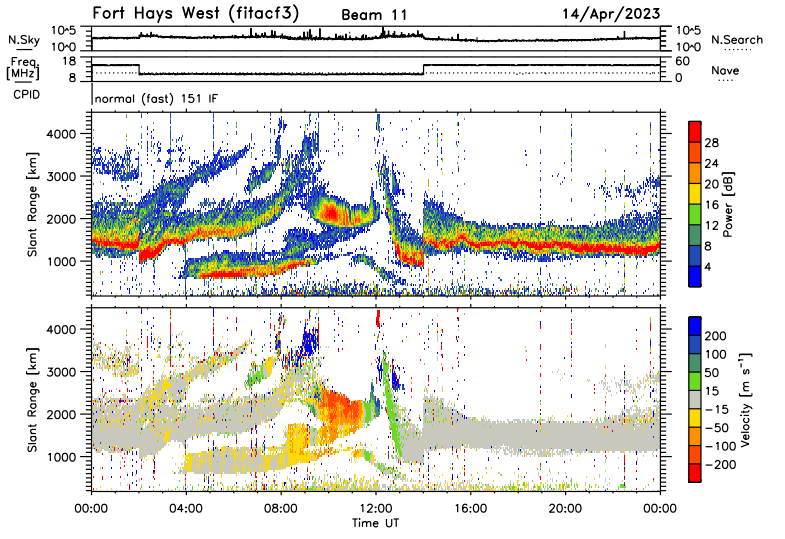 Fort Hays West (fitacf3) Beam 11 14/Apr/2023
N.Sky 10^5 10^0 10^5 10^0 N.Search
Freq. [MHz] 18 8 60 0 Nave
CPID normal (fast) 151 IF
Slant Range [km] 4000 3000 2000 1000
Power [dB] 28 24 20 16 12 8 4
Slant Range [km] 4000 3000 2000 1000
Velocity [m s⁻¹] 200 100 50 15 −15 −50 −100 −200
00:00 04:00 08:00 12:00 16:00 20:00 00:00
Time UT